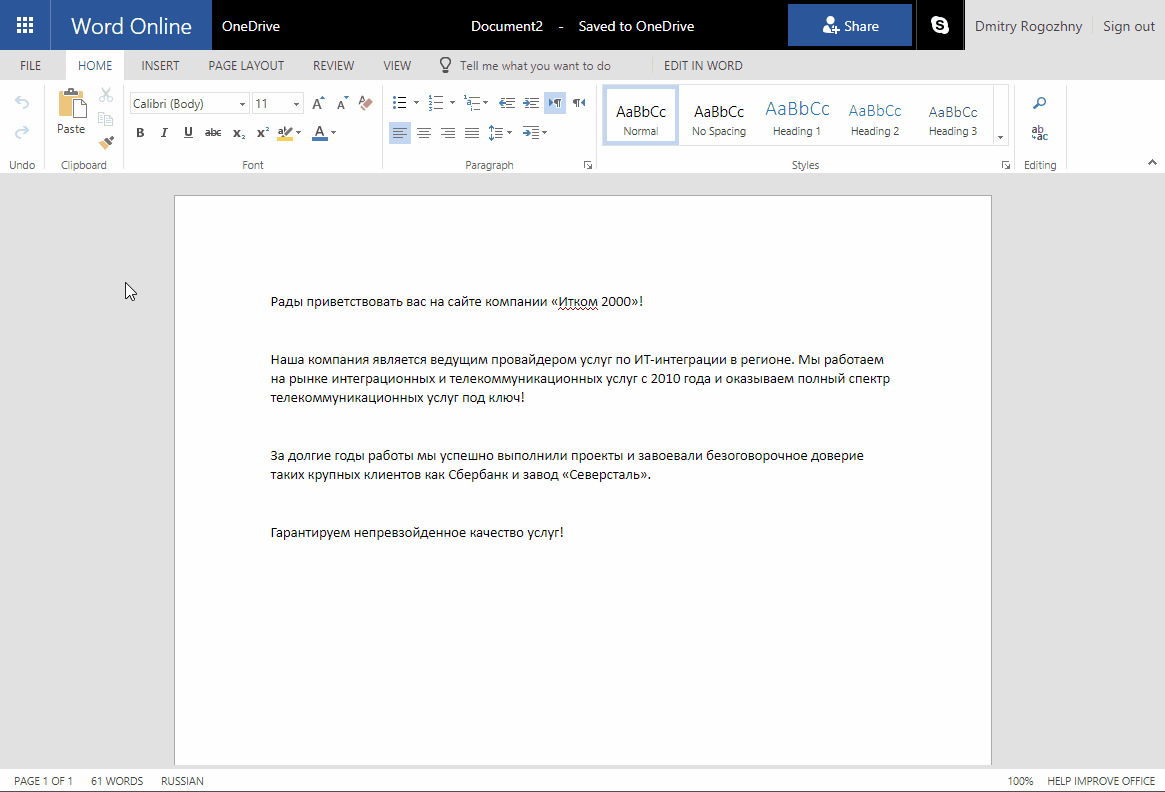 Word Online OneDrive Document2 - Saved to OneDrive Share Dmitry Rogozhny Sign out
FILE HOME INSERT PAGE LAYOUT REVIEW VIEW Tell me what you want to do EDIT IN WORD
Calibri (Body) 11
Paste
B I U abc x₂ x² A
AaBbCc AaBbCc AaBbCc AaBbCc AaBbCc
Normal No Spacing Heading 1 Heading 2 Heading 3
ab
ac
Undo Clipboard Font Paragraph Styles Editing
Рады приветствовать вас на сайте компании «Итком 2000»!
Наша компания является ведущим провайдером услуг по ИТ-интеграции в регионе. Мы работаем
на рынке интеграционных и телекоммуникационных услуг с 2010 года и оказываем полный спектр
телекоммуникационных услуг под ключ!
За долгие годы работы мы успешно выполнили проекты и завоевали безоговорочное доверие
таких крупных клиентов как Сбербанк и завод «Северсталь».
Гарантируем непревзойденное качество услуг!
PAGE 1 OF 1 61 WORDS RUSSIAN 100% HELP IMPROVE OFFICE